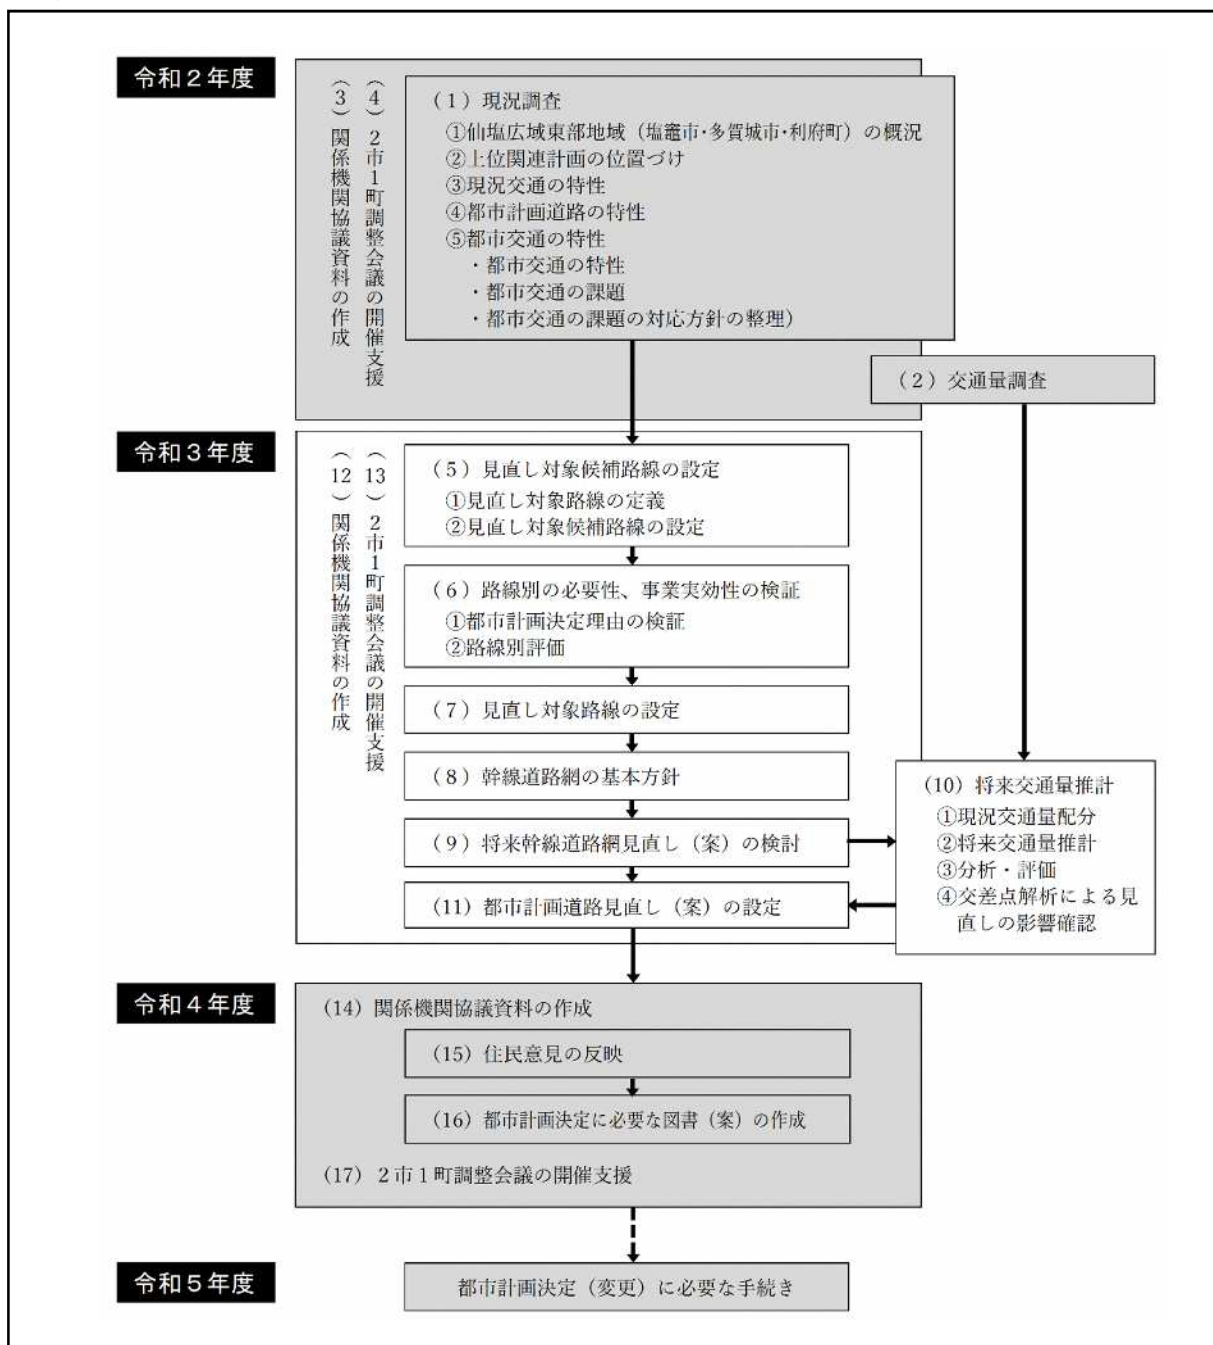 令和２年度
（３）関係機関協議資料の作成
（４）２市１町調整会議の開催支援
（１）現況調査
①仙塩広域東部地域（塩竈市･多賀城市･利府町）の概況
②上位関連計画の位置づけ
③現況交通の特性
④都市計画道路の特性
⑤都市交通の特性
・都市交通の特性
・都市交通の課題
・都市交通の課題の対応方針の整理）
（２）交通量調査
令和３年度
（12）関係機関協議資料の作成
（13）２市１町調整会議の開催支援
（５）見直し対象候補路線の設定
①見直し対象路線の定義
②見直し対象候補路線の設定
（６）路線別の必要性、事業実効性の検証
①都市計画決定理由の検証
②路線別評価
（７）見直し対象路線の設定
（８）幹線道路網の基本方針
（９）将来幹線道路網見直し（案）の検討
(10）将来交通量推計
①現況交通量配分
②将来交通量推計
③分析・評価
④交差点解析による見
直しの影響確認
(11）都市計画道路見直し（案）の設定
令和４年度
(14）関係機関協議資料の作成
(15）住民意見の反映
(16）都市計画決定に必要な図書（案）の作成
(17）２市１町調整会議の開催支援
令和５年度
都市計画決定（変更）に必要な手続き